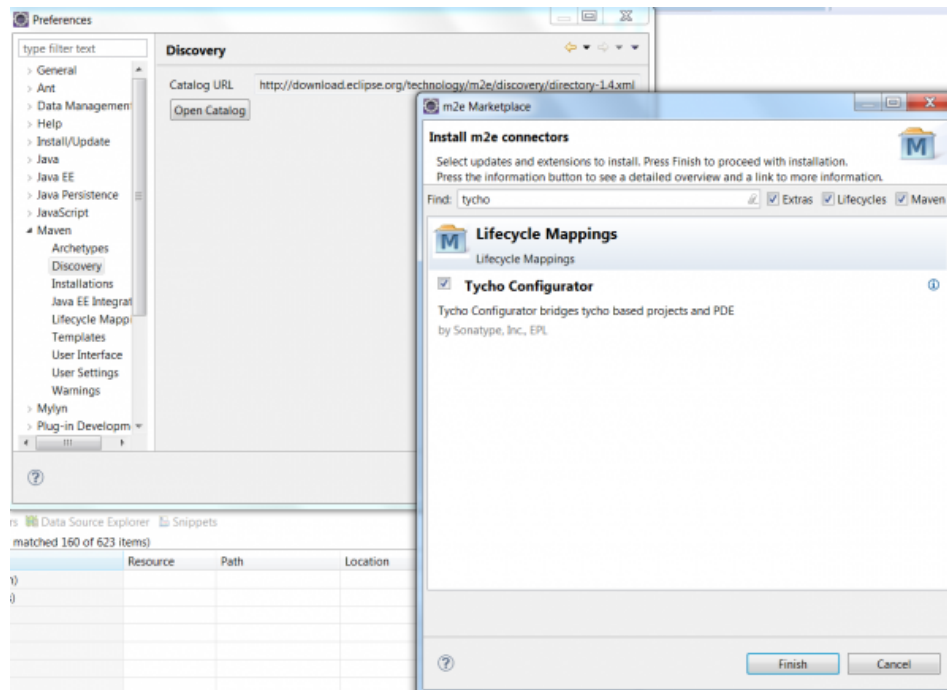 Preferences
type filter text
General
Ant
Data Managemen
Help
Install/Update
Java
Java EE
Java Persistence
JavaScript
Maven
Archetypes
Discovery
Installations
Java EE Integrat
Lifecycle Mappi
Templates
User Interface
User Settings
Warnings
Mylyn
Plug-in Developm
Discovery
Catalog URL http://download.eclipse.org/technology/m2e/discovery/directory-1.4.xml
Open Catalog
m2e Marketplace
Install m2e connectors
Select updates and extensions to install. Press Finish to proceed with installation.
Press the information button to see a detailed overview and a link to more information.
Find: tycho Extras Lifecycles Maven
M
M
Lifecycle Mappings
Lifecycle Mappings
Tycho Configurator
Tycho Configurator bridges tycho based projects and PDE
by Sonatype, Inc., EPL
Finish Cancel
rs Data Source Explorer Snippets
matched 160 of 623 items)
Resource Path Location
n)
s)